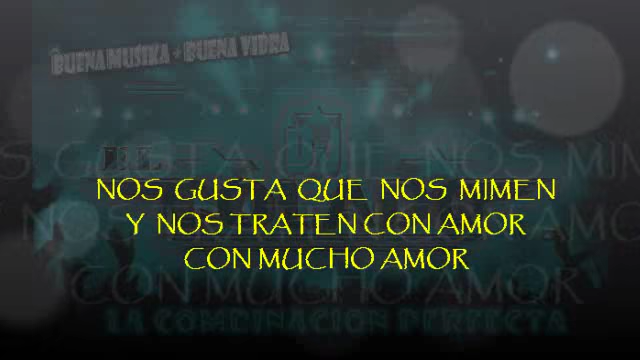 BUENA MUSIKA + BUENA VIBRA
NOS GUSTA QUE NOS MIMEN
Y NOS TRATEN CON AMOR
CON MUCHO AMOR
LA COMBINACION PERFECTA